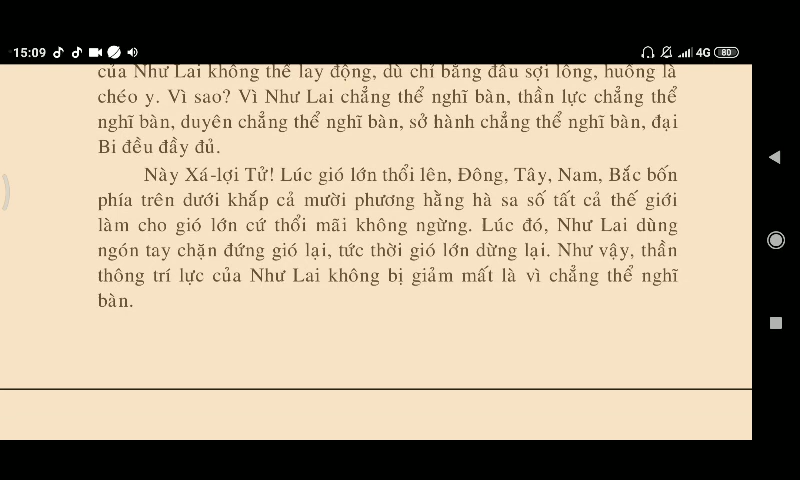 15:09
4G 80
của Như Lai không thể lay động, dù chỉ bằng đầu sợi lông, huống là
chéo y. Vì sao? Vì Như Lai chẳng thể nghĩ bàn, thần lực chẳng thể
nghĩ bàn, duyên chẳng thể nghĩ bàn, sở hành chẳng thể nghĩ bàn, đại
Bi đều đầy đủ.
Này Xá-lợi Tử! Lúc gió lớn thổi lên, Đông, Tây, Nam, Bắc bốn
phía trên dưới khắp cả mười phương hằng hà sa số tất cả thế giới
làm cho gió lớn cứ thổi mãi không ngừng. Lúc đó, Như Lai dùng
ngón tay chặn đứng gió lại, tức thời gió lớn dừng lại. Như vậy, thần
thông trí lực của Như Lai không bị giảm mất là vì chẳng thể nghĩ
bàn.